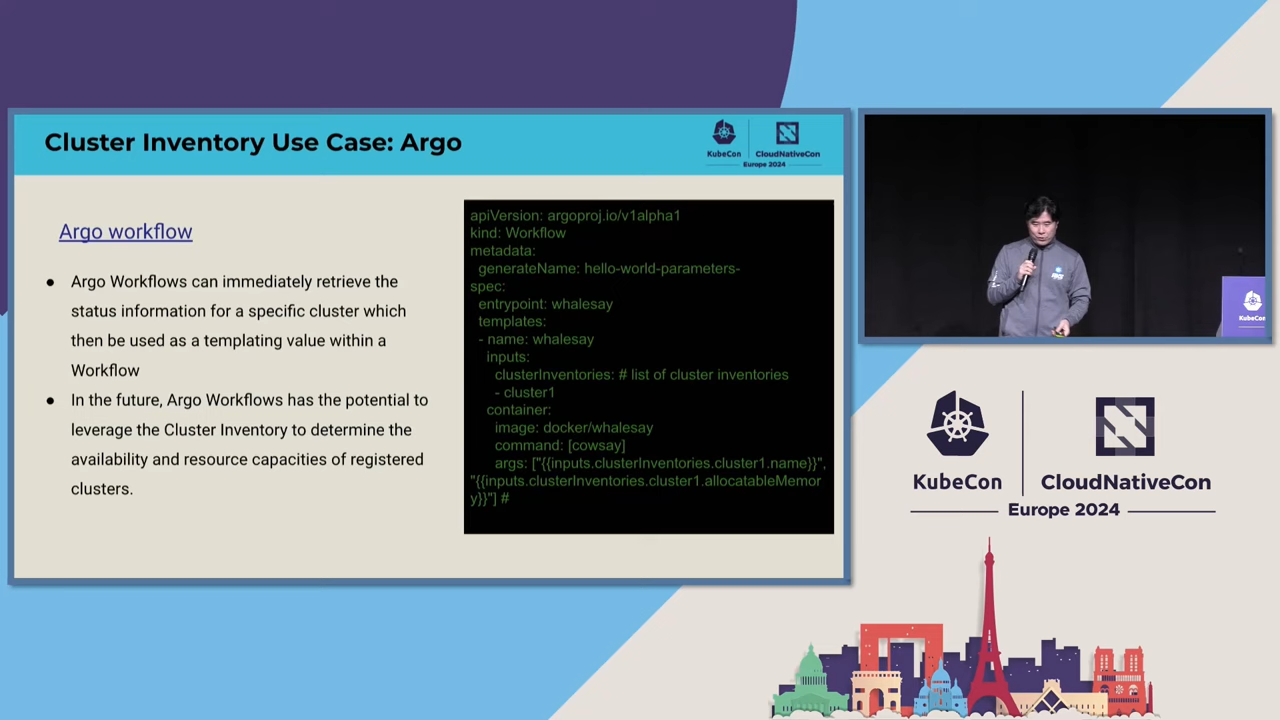 Cluster Inventory Use Case: Argo
KubeCon
CloudNativeCon
Europe 2024
Argo workflow
● Argo Workflows can immediately retrieve the
status information for a specific cluster which
then be used as a templating value within a
Workflow
● In the future, Argo Workflows has the potential to
leverage the Cluster Inventory to determine the
availability and resource capacities of registered
clusters.
apiVersion: argoproj.io/v1alpha1
kind: Workflow
metadata:
  generateName: hello-world-parameters-
spec:
  entrypoint: whalesay
  templates:
  - name: whalesay
    inputs:
      clusterInventories: # list of cluster inventories
      - cluster1
    container:
      image: docker/whalesay
      command: [cowsay]
      args: ["{{inputs.clusterInventories.cluster1.name}}",
"{{inputs.clusterInventories.cluster1.allocatableMemor
y}}"] #
KubeCon
KubeCon
CloudNativeCon
Europe 2024